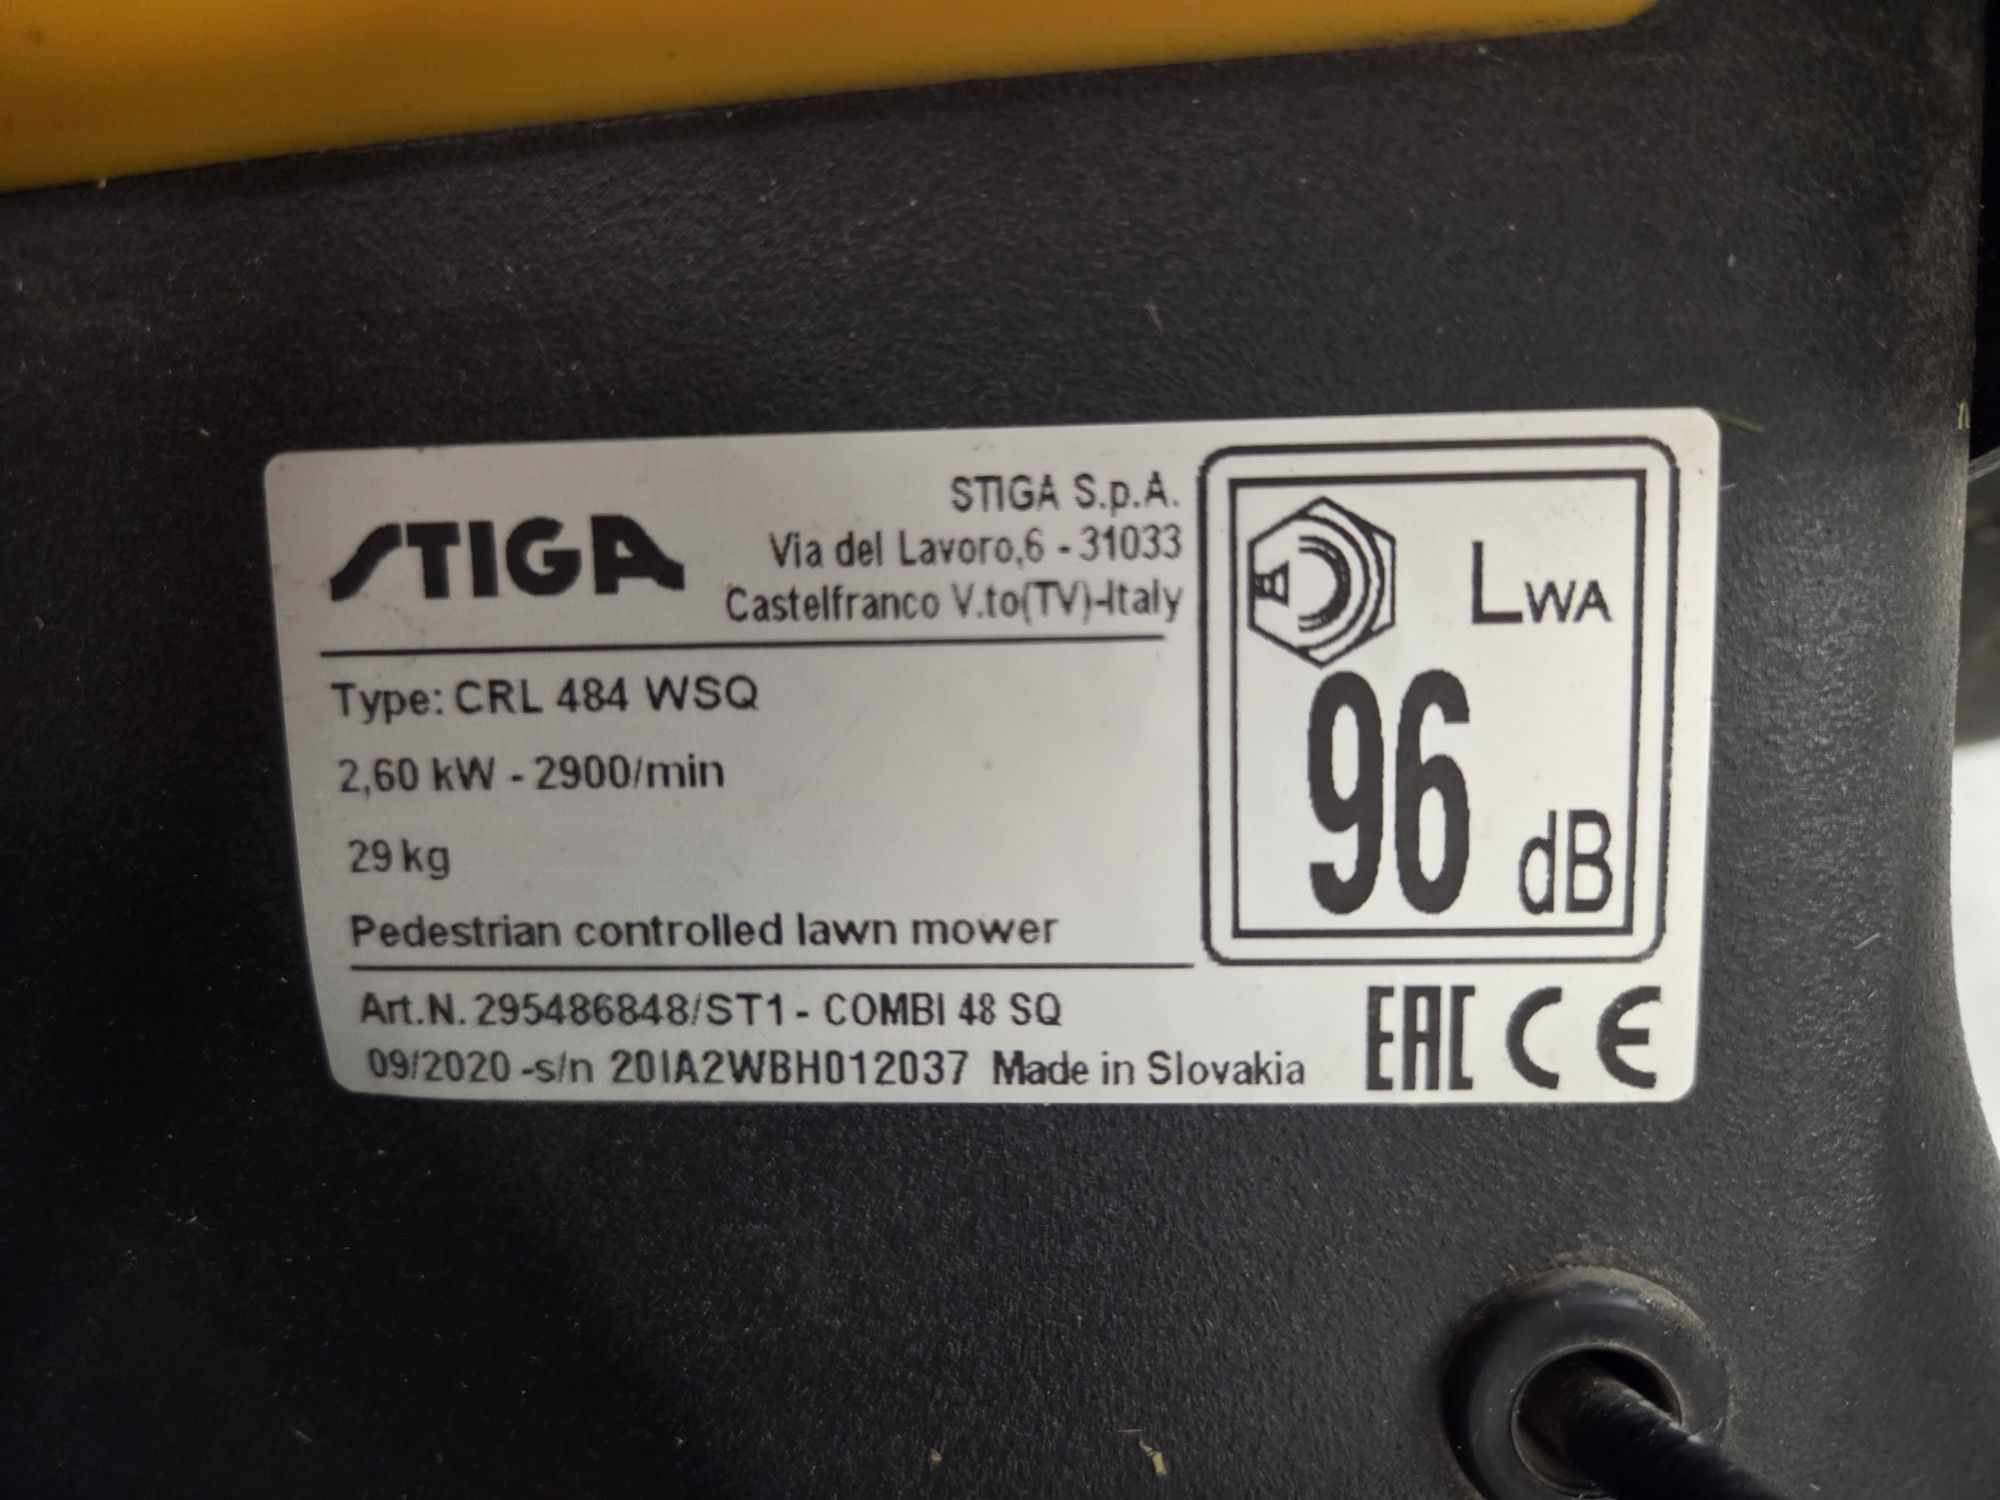 STIGA
STIGA S.p.A.
Via del Lavoro,6 - 31033
Castelfranco V.to(TV)-Italy
Type: CRL 484 WSQ
2,60 kW - 2900/min
29 kg
Pedestrian controlled lawn mower
LWA
96 dB
Art.N. 295486848/ST1 - COMBI 48 SQ
09/2020 -s/n 20IA2WBH012037 Made in Slovakia
EAC CE